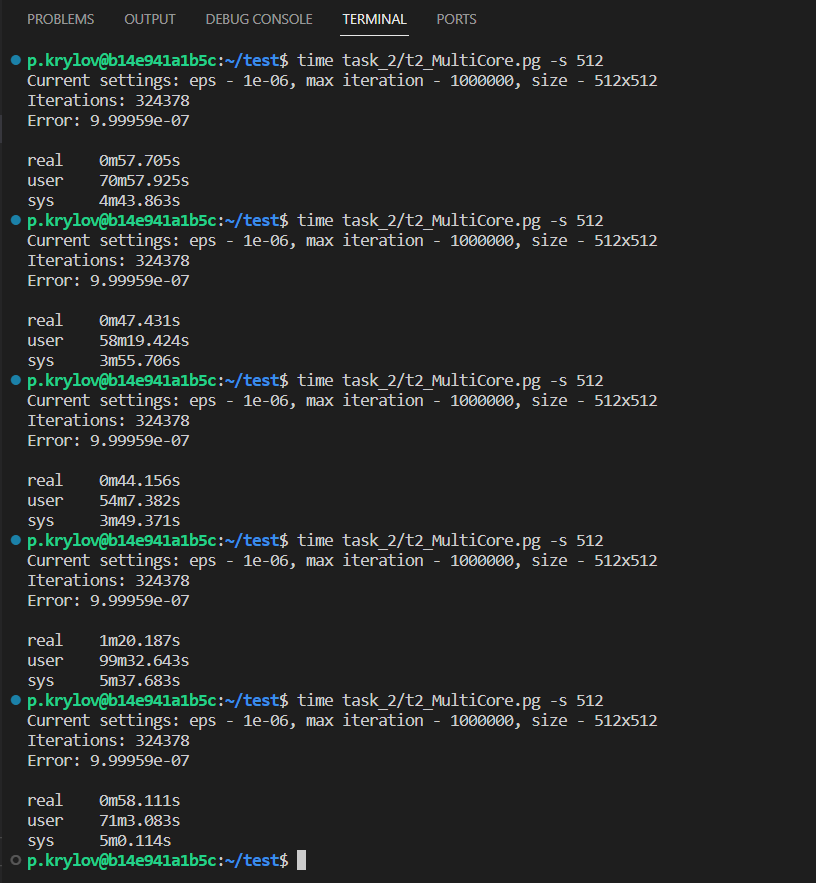 PROBLEMS OUTPUT DEBUG CONSOLE TERMINAL PORTS
p.krylov@b14e941a1b5c:~/test$ time task_2/t2_MultiCore.pg -s 512
Current settings: eps - 1e-06, max iteration - 1000000, size - 512x512
Iterations: 324378
Error: 9.99959e-07
real 0m57.705s
user 70m57.925s
sys 4m43.863s
p.krylov@b14e941a1b5c:~/test$ time task_2/t2_MultiCore.pg -s 512
Current settings: eps - 1e-06, max iteration - 1000000, size - 512x512
Iterations: 324378
Error: 9.99959e-07
real 0m47.431s
user 58m19.424s
sys 3m55.706s
p.krylov@b14e941a1b5c:~/test$ time task_2/t2_MultiCore.pg -s 512
Current settings: eps - 1e-06, max iteration - 1000000, size - 512x512
Iterations: 324378
Error: 9.99959e-07
real 0m44.156s
user 54m7.382s
sys 3m49.371s
p.krylov@b14e941a1b5c:~/test$ time task_2/t2_MultiCore.pg -s 512
Current settings: eps - 1e-06, max iteration - 1000000, size - 512x512
Iterations: 324378
Error: 9.99959e-07
real 1m20.187s
user 99m32.643s
sys 5m37.683s
p.krylov@b14e941a1b5c:~/test$ time task_2/t2_MultiCore.pg -s 512
Current settings: eps - 1e-06, max iteration - 1000000, size - 512x512
Iterations: 324378
Error: 9.99959e-07
real 0m58.111s
user 71m3.083s
sys 5m0.114s
p.krylov@b14e941a1b5c:~/test$